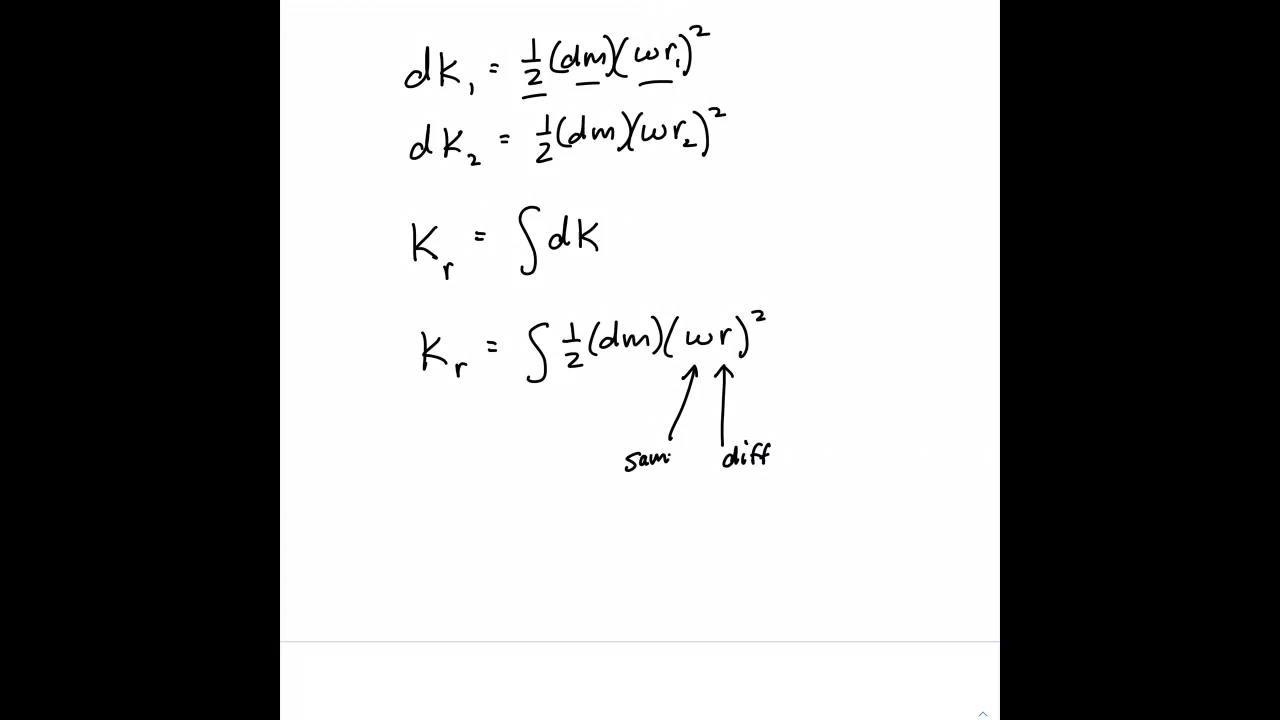 dK₁ = ½(dm)(ωr₁)²
dK₂ = ½(dm)(ωr₂)²
Kᵣ = ∫dK
Kᵣ = ∫½(dm)(ωr)²
sam diff